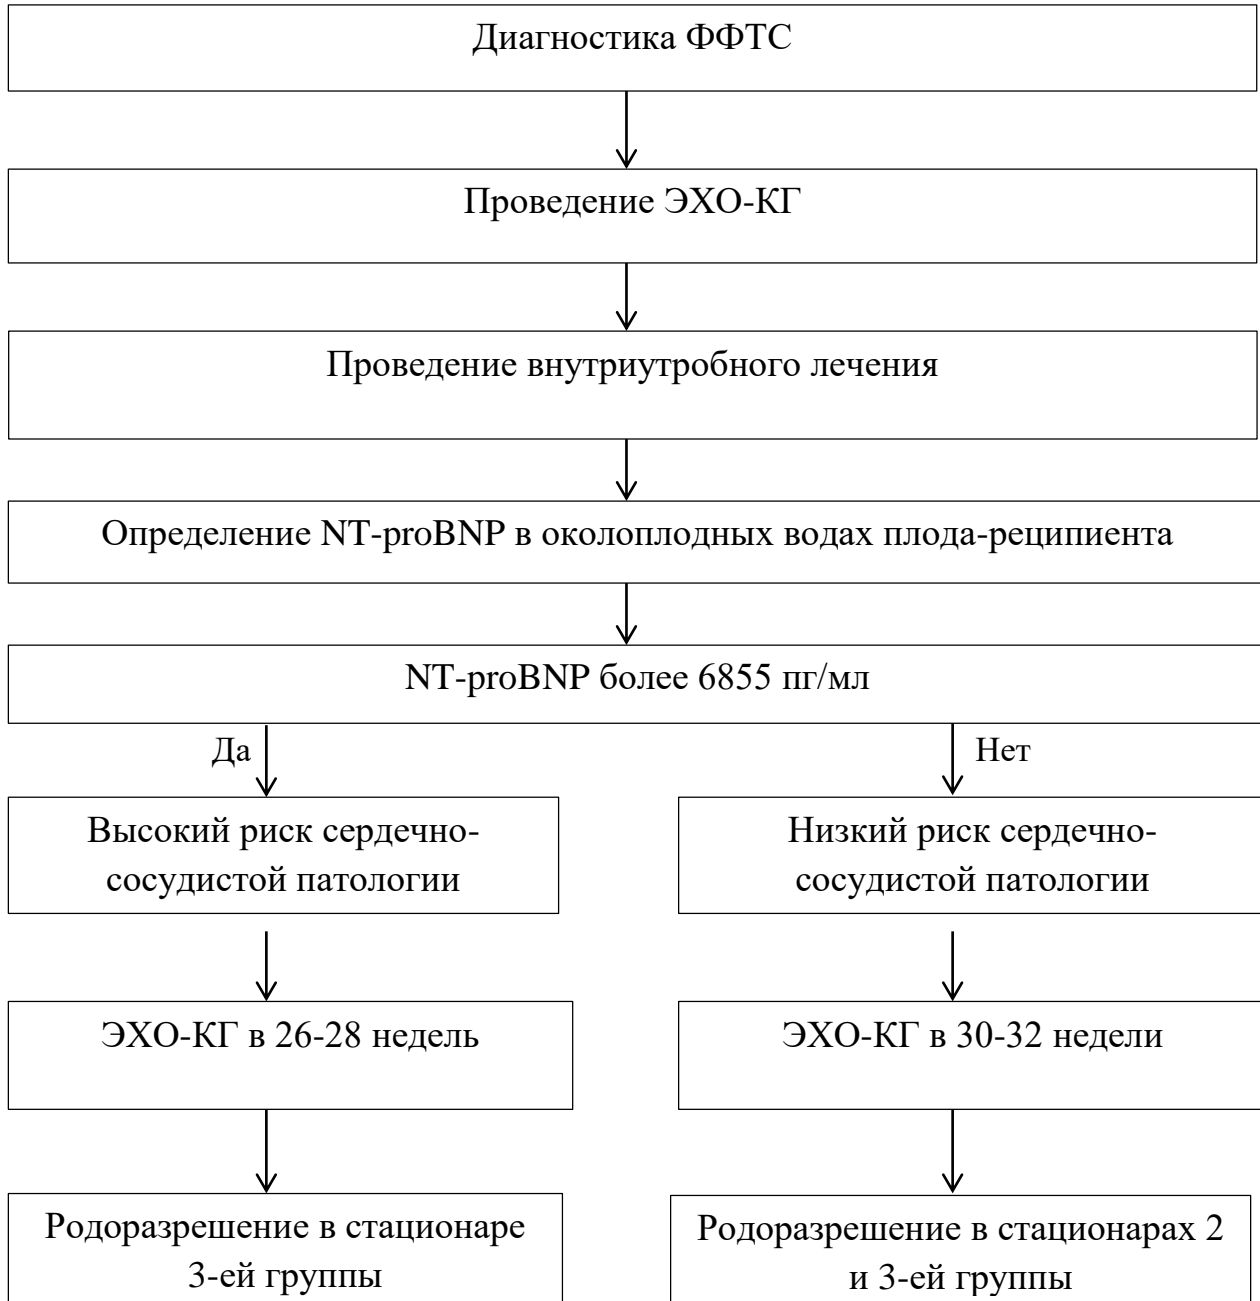 Диагностика ФФТС
Проведение ЭХО-КГ
Проведение внутриутробного лечения
Определение NT-proBNP в околоплодных водах плода-реципиента
NT-proBNP более 6855 пг/мл
Да
Нет
Высокий риск сердечно-
сосудистой патологии
Низкий риск сердечно-
сосудистой патологии
ЭХО-КГ в 26-28 недель
ЭХО-КГ в 30-32 недели
Родоразрешение в стационаре
3-ей группы
Родоразрешение в стационарах 2
и 3-ей группы